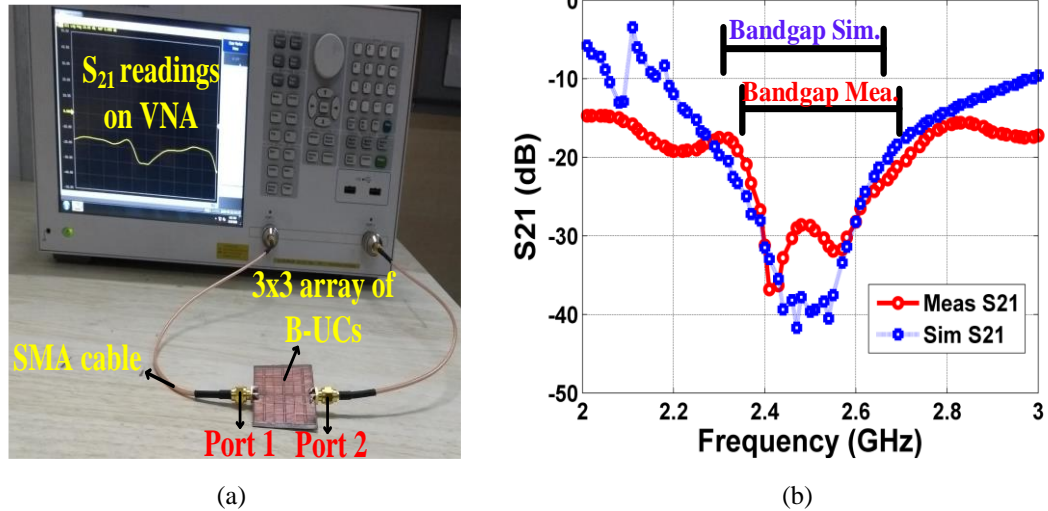 S21 readings
on VNA
3x3 array of
B-UCs
SMA cable
Port 1
Port 2
(a)
0
-10
-20
-30
-40
-50
S21 (dB)
Bandgap Sim.
Bandgap Mea.
Meas S21
Sim S21
2
2.2
2.4
2.6
2.8
3
Frequency (GHz)
(b)